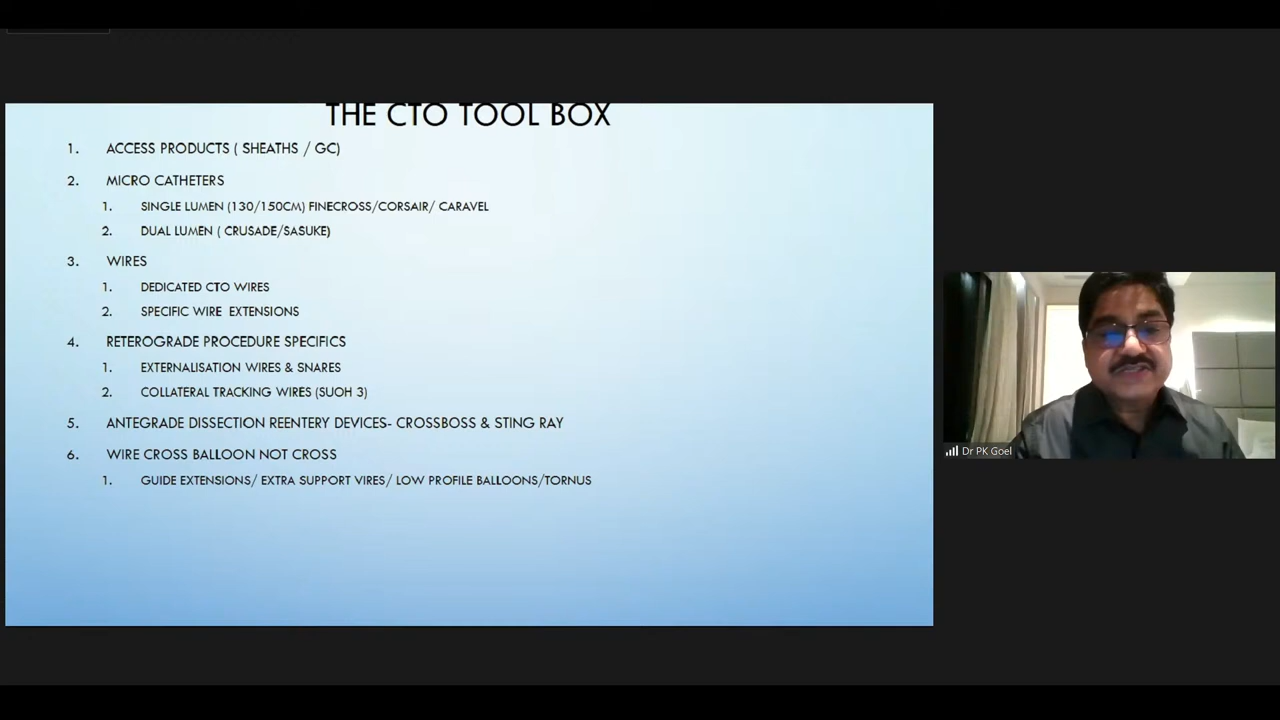 THE CTO TOOL BOX
1. ACCESS PRODUCTS ( SHEATHS / GC)
2. MICRO CATHETERS
1. SINGLE LUMEN (130/150CM) FINECROSS/CORSAIR/ CARAVEL
2. DUAL LUMEN ( CRUSADE/SASUKE)
3. WIRES
1. DEDICATED CTO WIRES
2. SPECIFIC WIRE EXTENSIONS
4. RETEROGRADE PROCEDURE SPECIFICS
1. EXTERNALISATION WIRES & SNARES
2. COLLATERAL TRACKING WIRES (SUOH 3)
5. ANTEGRADE DISSECTION REENTERY DEVICES- CROSSBOSS & STING RAY
6. WIRE CROSS BALLOON NOT CROSS
1. GUIDE EXTENSIONS/ EXTRA SUPPORT VIRES/ LOW PROFILE BALLOONS/TORNUS
Dr PK Goel